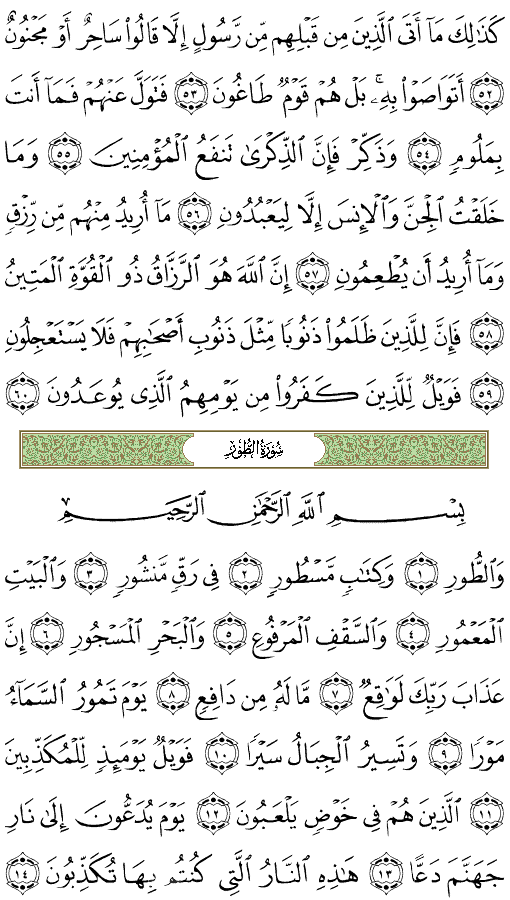 كَذَٰلِكَ مَآ أَتَى ٱلَّذِينَ مِن قَبۡلِهِم مِّن رَّسُولٍ إِلَّا قَالُواْ سَاحِرٌ أَوۡ مَجۡنُونٌ
٥٢ أَتَوَاصَوۡاْ بِهِۦۚ بَلۡ هُمۡ قَوۡمٞ طَاغُونَ ٥٣ فَتَوَلَّ عَنۡهُمۡ فَمَآ أَنتَ
بِمَلُومٖ ٥٤ وَذَكِّرۡ فَإِنَّ ٱلذِّكۡرَىٰ تَنفَعُ ٱلۡمُؤۡمِنِينَ ٥٥ وَمَا
خَلَقۡتُ ٱلۡجِنَّ وَٱلۡإِنسَ إِلَّا لِيَعۡبُدُونِ ٥٦ مَآ أُرِيدُ مِنۡهُم مِّن رِّزۡقٖ
وَمَآ أُرِيدُ أَن يُطۡعِمُونِ ٥٧ إِنَّ ٱللَّهَ هُوَ ٱلرَّزَّاقُ ذُو ٱلۡقُوَّةِ ٱلۡمَتِينُ
٥٨ فَإِنَّ لِلَّذِينَ ظَلَمُواْ ذَنُوبٗا مِّثۡلَ ذَنُوبِ أَصۡحَٰبِهِمۡ فَلَا يَسۡتَعۡجِلُونِ
٥٩ فَوَيۡلٞ لِّلَّذِينَ كَفَرُواْ مِن يَوۡمِهِمُ ٱلَّذِي يُوعَدُونَ ٦٠
سُورَةُ الطُّورِ
بِسۡمِ ٱللَّهِ ٱلرَّحۡمَٰنِ ٱلرَّحِيمِ
وَٱلطُّورِ ١ وَكِتَٰبٖ مَّسۡطُورٖ ٢ فِي رَقّٖ مَّنشُورٖ ٣ وَٱلۡبَيۡتِ
ٱلۡمَعۡمُورِ ٤ وَٱلسَّقۡفِ ٱلۡمَرۡفُوعِ ٥ وَٱلۡبَحۡرِ ٱلۡمَسۡجُورِ ٦ إِنَّ
عَذَابَ رَبِّكَ لَوَٰقِعٞ ٧ مَّا لَهُۥ مِن دَافِعٖ ٨ يَوۡمَ تَمُورُ ٱلسَّمَآءُ
مَوۡرٗا ٩ وَتَسِيرُ ٱلۡجِبَالُ سَيۡرٗا ١٠ فَوَيۡلٞ يَوۡمَئِذٖ لِّلۡمُكَذِّبِينَ
١١ ٱلَّذِينَ هُمۡ فِي خَوۡضٖ يَلۡعَبُونَ ١٢ يَوۡمَ يُدَعُّونَ إِلَىٰ نَارِ
جَهَنَّمَ دَعًّا ١٣ هَٰذِهِ ٱلنَّارُ ٱلَّتِي كُنتُم بِهَا تُكَذِّبُونَ ١٤